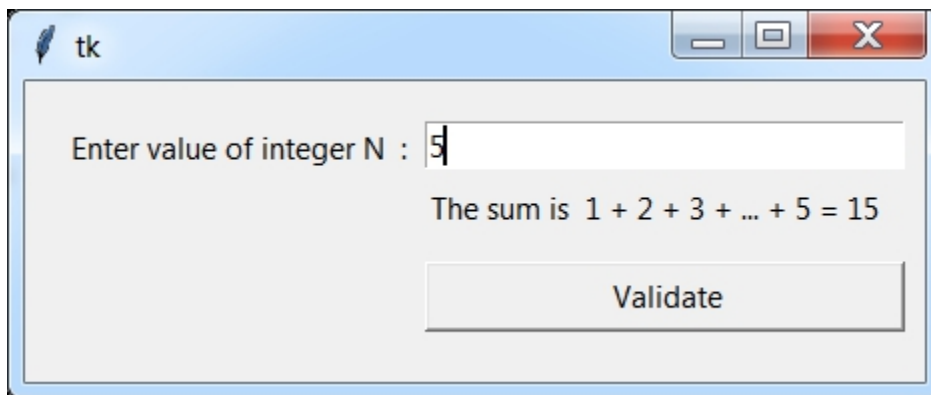 tk
Enter value of integer N :
5
The sum is 1 + 2 + 3 + ... + 5 = 15
Validate